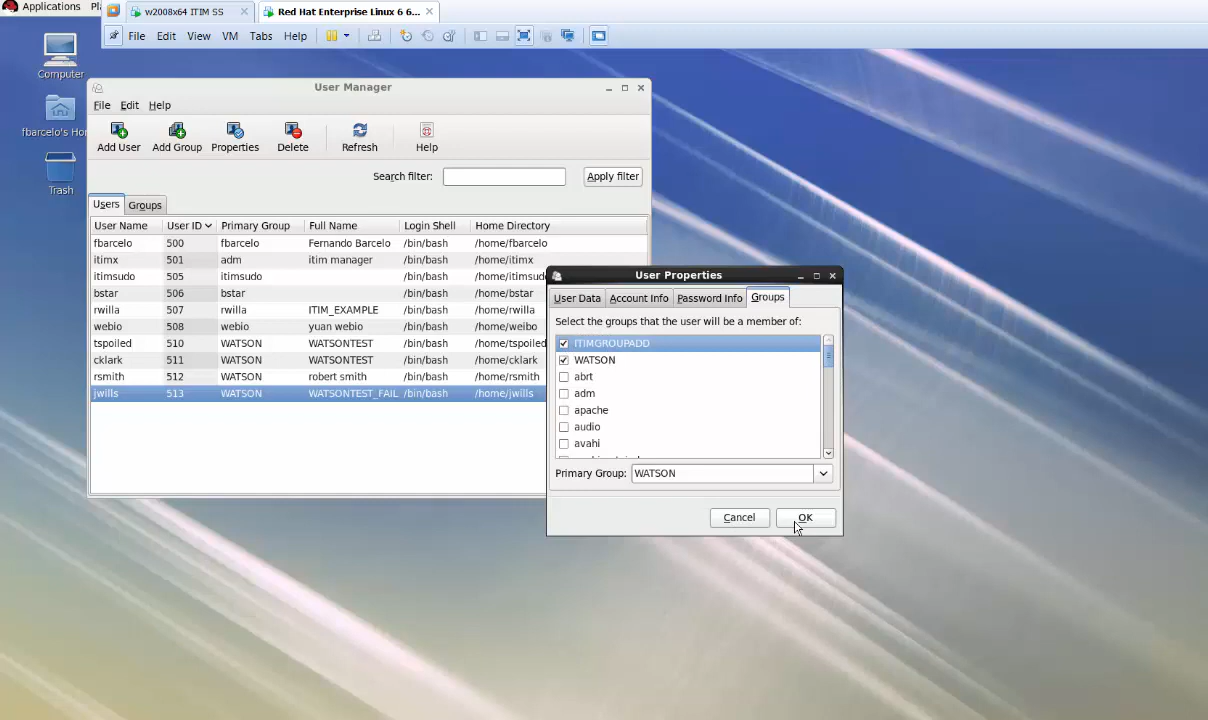 Applications Pl
w2008x64 ITIM SS
Red Hat Enterprise Linux 6 6...
File Edit View VM Tabs Help
Computer
fbarcelo's Hor
Trash
User Manager
File Edit Help
Add User Add Group Properties Delete Refresh Help
Search filter: Apply filter
Users Groups
User Name User ID Primary Group Full Name Login Shell Home Directory
fbarcelo 500 fbarcelo Fernando Barcelo /bin/bash /home/fbarcelo
itimx 501 adm itim manager /bin/bash /home/itimx
itimsudo 505 itimsudo /bin/bash /home/itimsudo
bstar 506 bstar /bin/bash /home/bstar
rwilla 507 rwilla ITIM_EXAMPLE /bin/bash /home/rwilla
webio 508 webio yuan webio /bin/bash /home/weibo
tspoiled 510 WATSON WATSONTEST /bin/bash /home/tspoiled
cklark 511 WATSON WATSONTEST /bin/bash /home/cklark
rsmith 512 WATSON robert smith /bin/bash /home/rsmith
jwills 513 WATSON WATSONTEST_FAIL /bin/bash /home/jwills
User Properties
User Data Account Info Password Info Groups
Select the groups that the user will be a member of:
ITIMGROUPADD
WATSON
abrt
adm
apache
audio
avahi
Primary Group: WATSON
Cancel OK